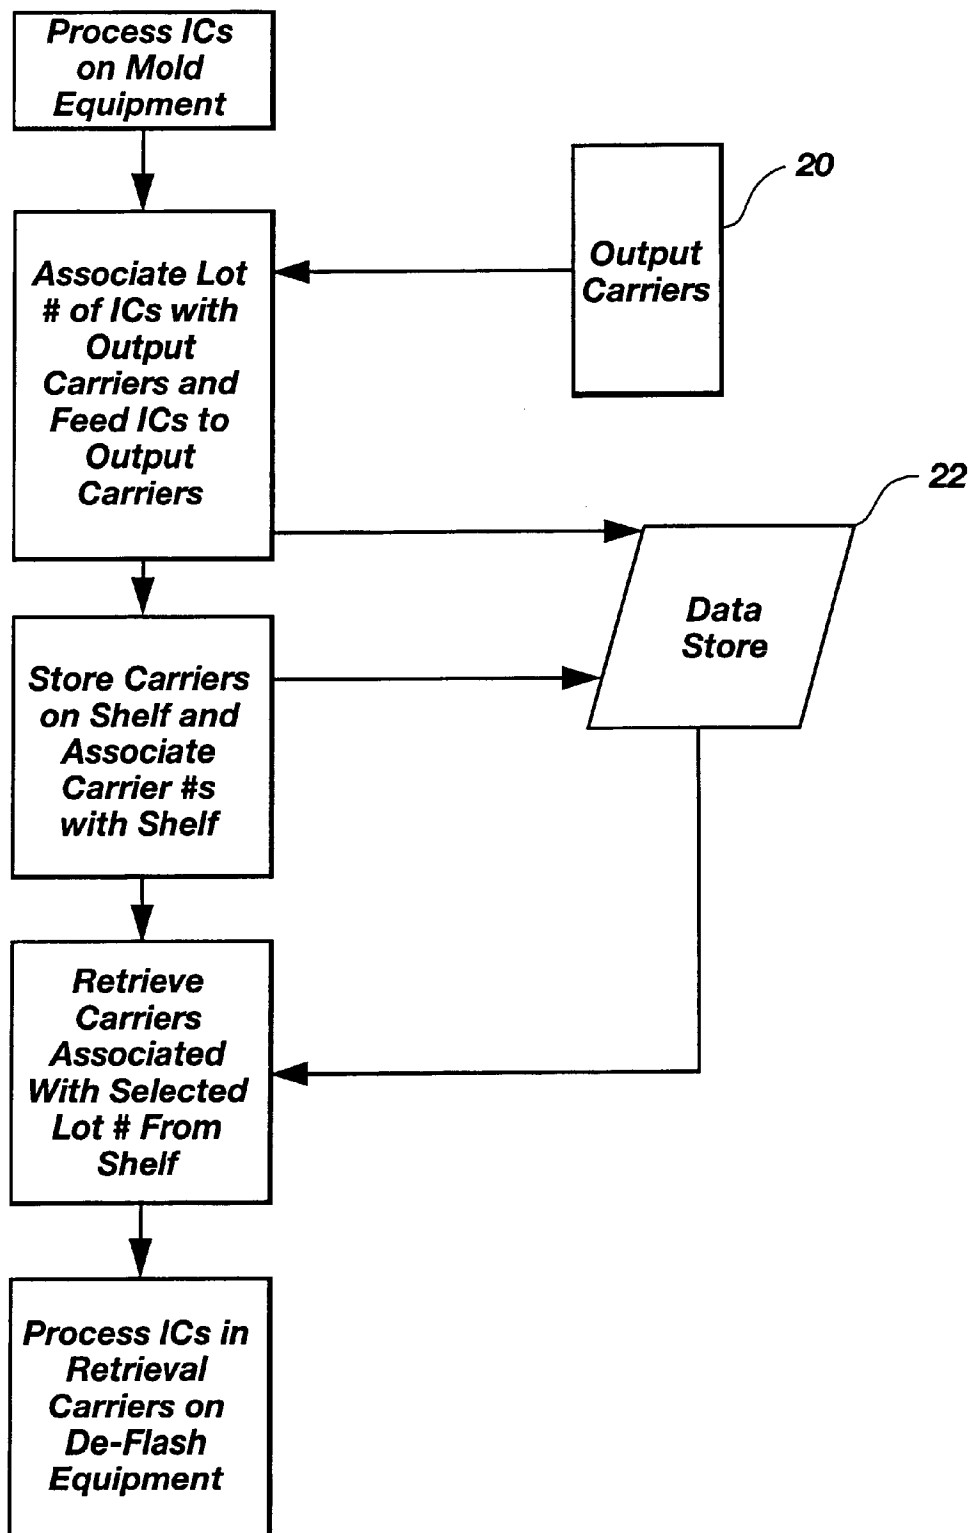 Process ICs
on Mold
Equipment
20
Output
Carriers
Associate Lot
# of ICs with
Output
Carriers and
Feed ICs to
Output
Carriers
22
Data
Store
Store Carriers
on Shelf and
Associate
Carrier #s
with Shelf
Retrieve
Carriers
Associated
With Selected
Lot # From
Shelf
Process ICs in
Retrieval
Carriers on
De-Flash
Equipment